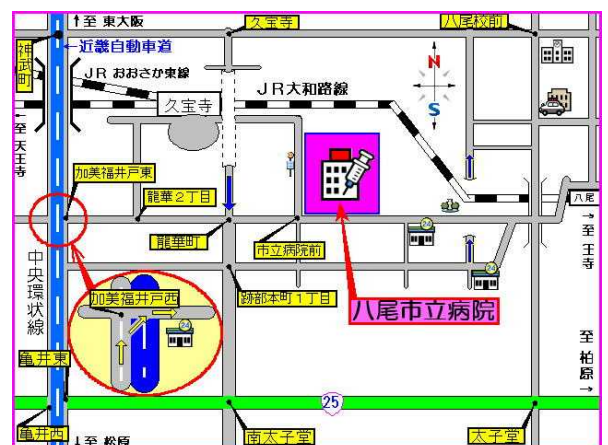 ↑至 東大阪
久宝寺
八尾校前
神武町
←近畿自動車道
JR おおさか東線
JR大和路線
久宝寺
N
S
←至 天王寺
加美福井戸東
龍華2丁目
龍華町
市立病院前
24
八尾
→至 王寺
中央環状線
加美福井戸西
24
跡部本町1丁目
24
八尾市立病院
亀井東
至 柏原→
25
亀井西
↓至 松原
南太子堂
太子堂